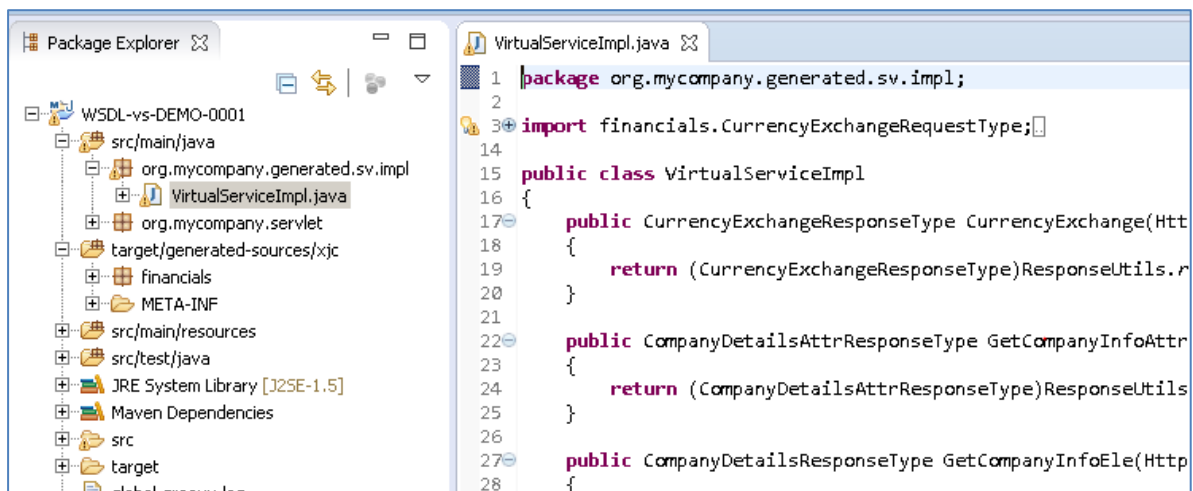 Package Explorer
WSDL-vs-DEMO-0001
src/main/java
org.mycompany.generated.sv.impl
VirtualServiceImpl.java
org.mycompany.servlet
target/generated-sources/xjc
financials
META-INF
src/main/resources
src/test/java
JRE System Library [J2SE-1.5]
Maven Dependencies
src
target
VirtualServiceImpl.java
1 package org.mycompany.generated.sv.impl;
2
3 import financials.CurrencyExchangeRequestType;
14
15 public class VirtualServiceImpl
16 {
17 public CurrencyExchangeResponseType CurrencyExchange(Htt
18 {
19 return (CurrencyExchangeResponseType)ResponseUtils.r
20 }
21
22 public CompanyDetailsAttrResponseType GetCompanyInfoAttr
23 {
24 return (CompanyDetailsAttrResponseType)ResponseUtils
25 }
26
27 public CompanyDetailsResponseType GetCompanyInfoEle(Http
28 {